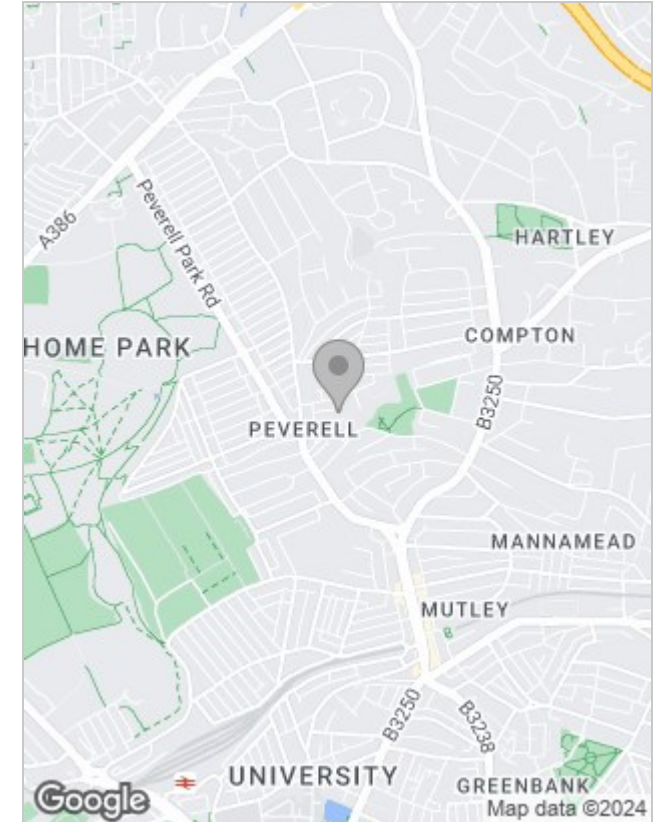 A386
Peverell Park Rd
HARTLEY
HOME PARK
COMPTON
B3250
PEVERELL
MANNAMEAD
MUTLEY
B3250
B3238
UNIVERSITY
GREENBANK
Google
Map data ©2024